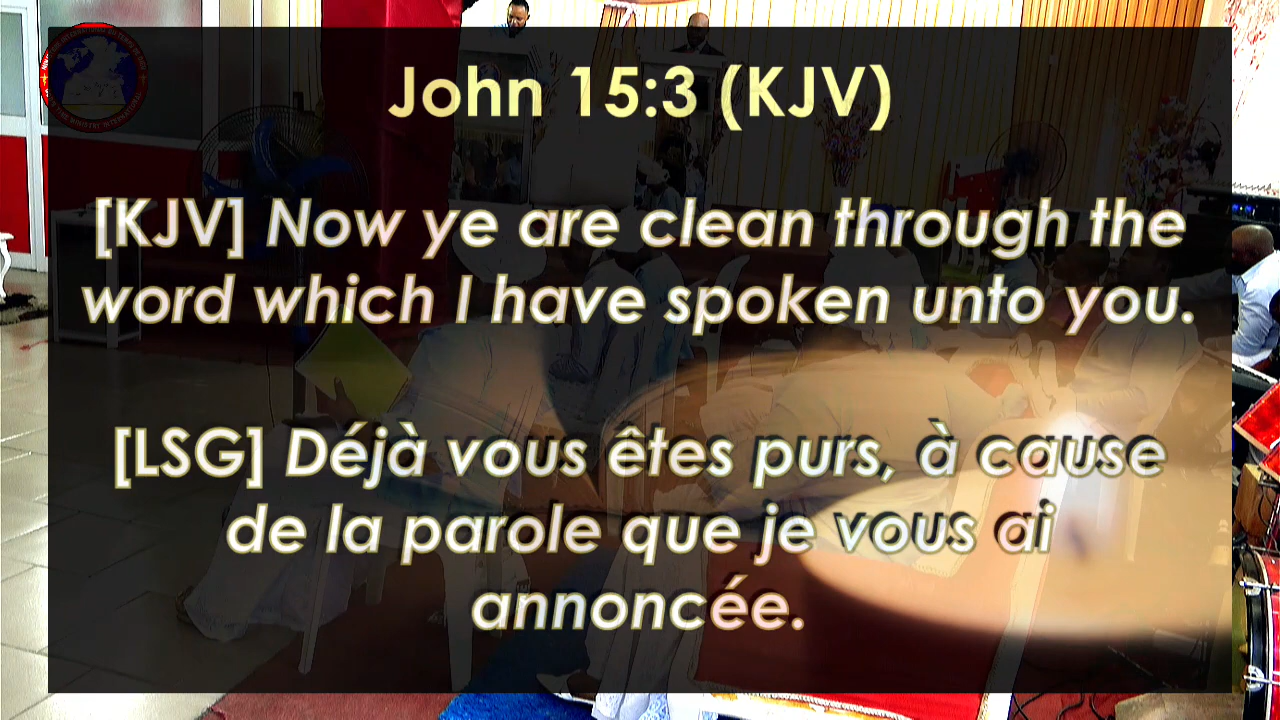 John 15:3 (KJV)
[KJV] Now ye are clean through the
word which I have spoken unto you.
[LSG] Déjà vous êtes purs, à cause
de la parole que je vous ai
annoncée.